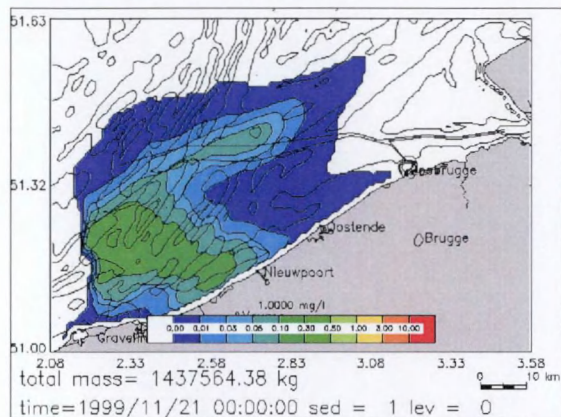 51.63
51.32
Oostende
Brugge
Nieuwpoort
1.0000 mg/l
0.00 0.01 0.03 0.06 0.10 0.30 0.50 1.00 3.00 10.00
51.00
2.08 2.33 2.58 2.83 3.08 3.33 3.58
total mass= 1437564.38 kg
0 10 km
time=1999/11/21 00:00:00 sed = 1 lev = 0